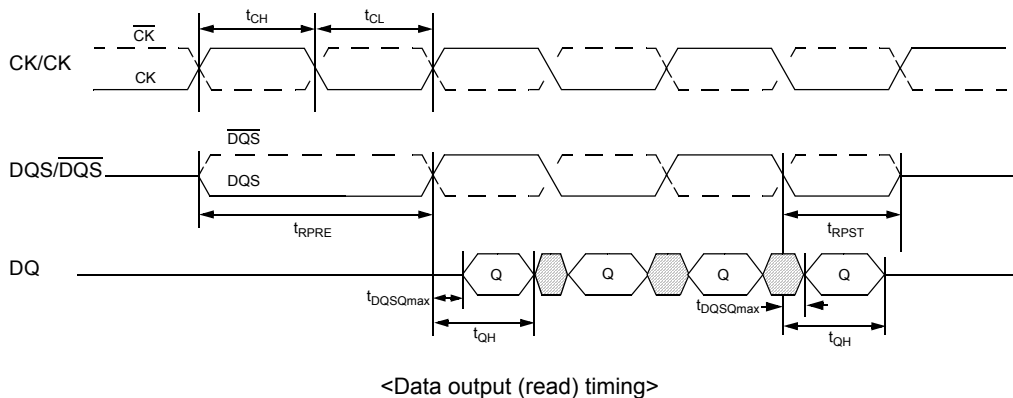 tCH tCL
CK
CK/CK
CK
DQS
DQS/DQS
DQS
tRPRE tRPST
DQ Q Q Q Q
tDQSQmax tDQSQmax
tQH tQH
<Data output (read) timing>